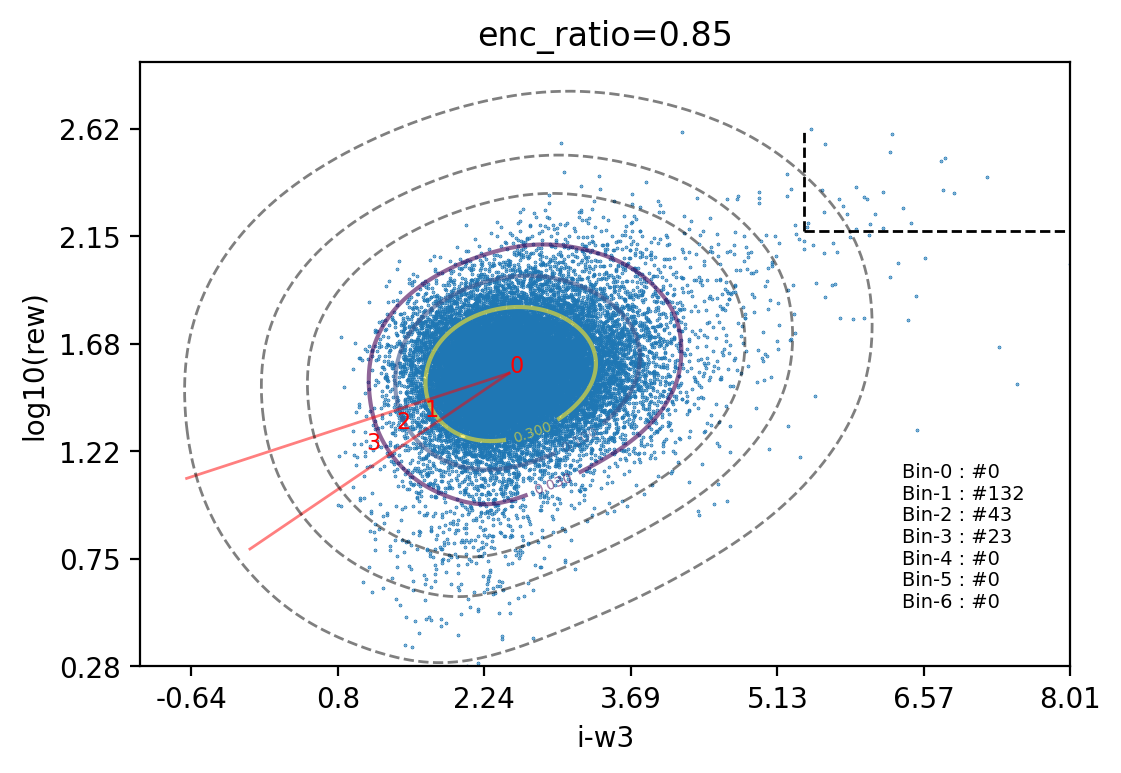 enc_ratio=0.85
log10(rew)
2.62
2.15
1.68
1.22
0.75
0.28
0
1
2
3
0.300
Bin-0 : #0
Bin-1 : #132
Bin-2 : #43
Bin-3 : #23
Bin-4 : #0
Bin-5 : #0
Bin-6 : #0
-0.64 0.8 2.24 3.69 5.13 6.57 8.01
i-w3